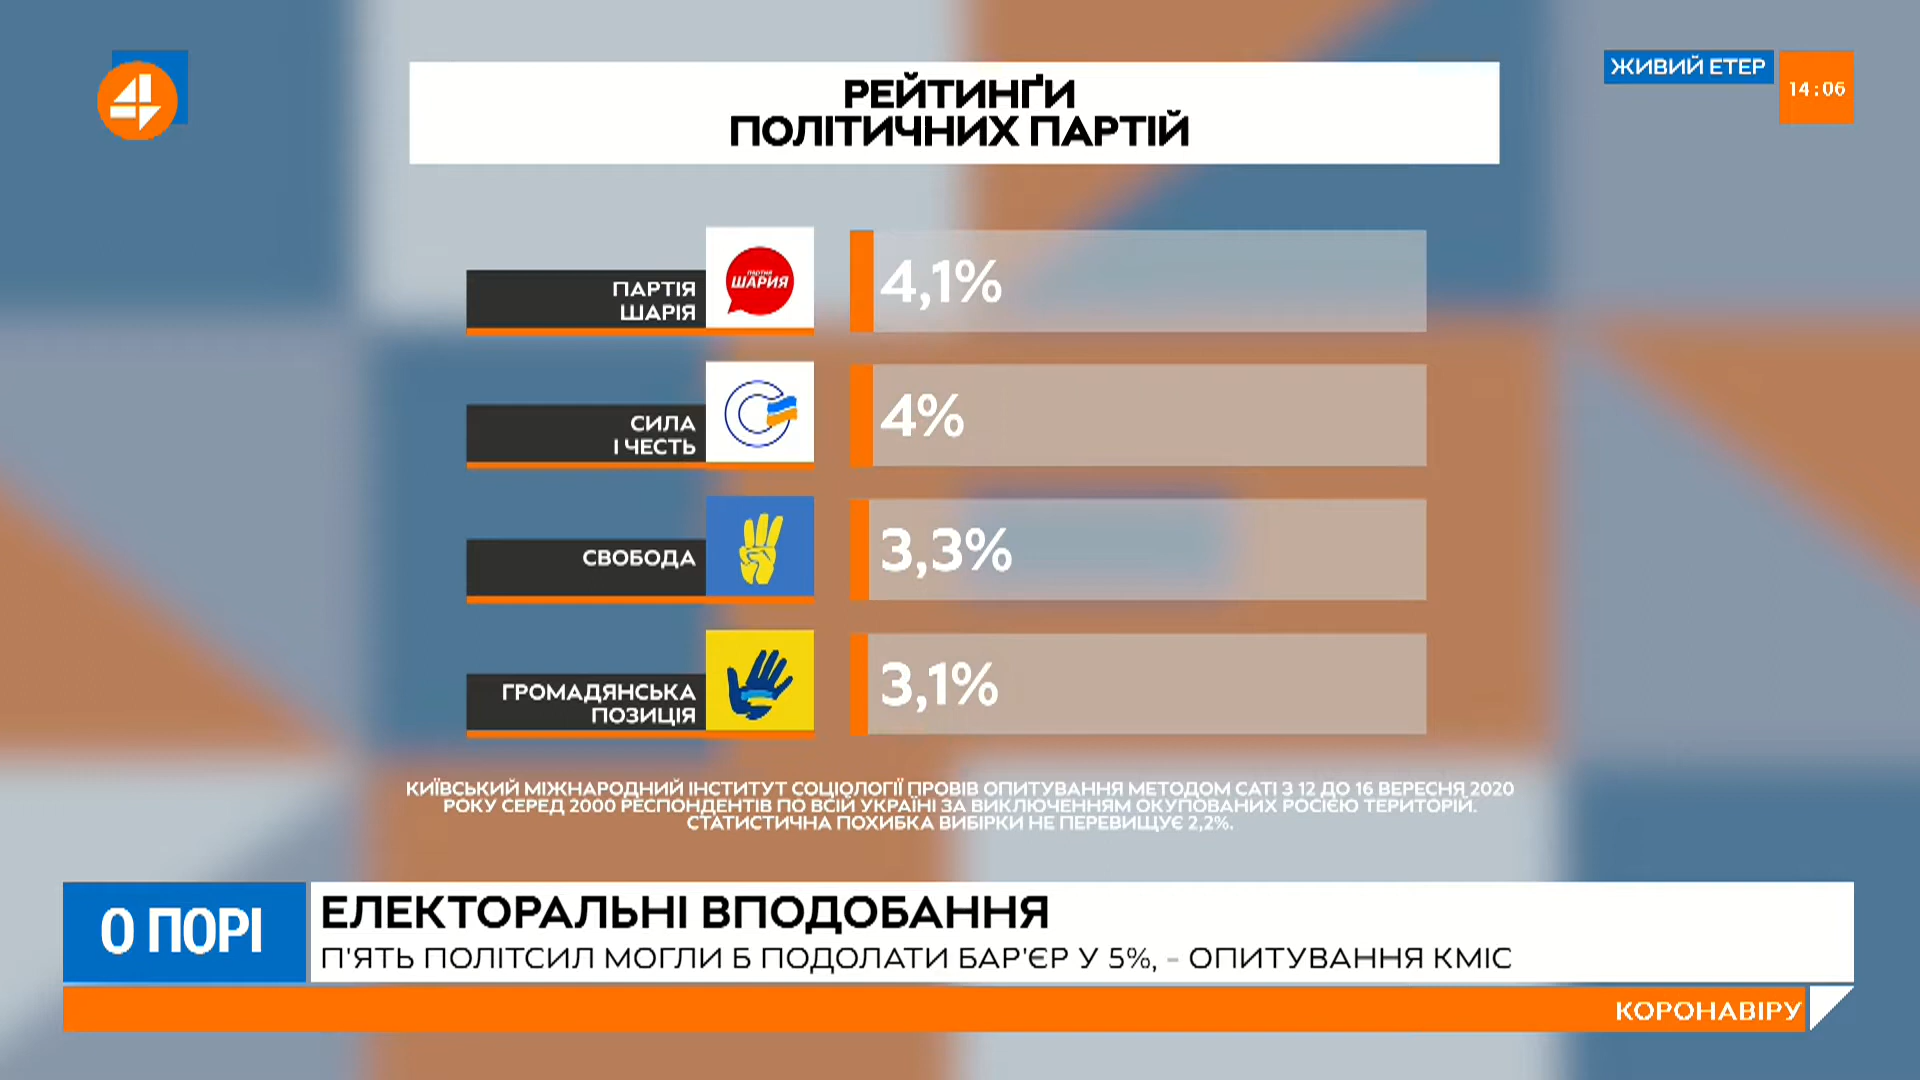 ЖИВИЙ ЕТЕР
14:06
РЕЙТИНҐИ
ПОЛІТИЧНИХ ПАРТІЙ
ПАРТІЯ
ШАРІЯ
ПАРТИЯ
ШАРИЯ
4,1%
СИЛА
І ЧЕСТЬ
4%
СВОБОДА
3,3%
ГРОМАДЯНСЬКА
ПОЗИЦІЯ
3,1%
КИЇВСЬКИЙ МІЖНАРОДНИЙ ІНСТИТУТ СОЦІОЛОГІЇ ПРОВІВ ОПИТУВАННЯ МЕТОДОМ САТІ З 12 ДО 16 ВЕРЕСНЯ 2020
РОКУ СЕРЕД 2000 РЕСПОНДЕНТІВ ПО ВСІЙ УКРАЇНІ ЗА ВИКЛЮЧЕННЯМ ОКУПОВАНИХ РОСІЄЮ ТЕРИТОРІЙ.
СТАТИСТИЧНА ПОХИБКА ВИБІРКИ НЕ ПЕРЕВИЩУЄ 2,2%.
О ПОРІ
ЕЛЕКТОРАЛЬНІ ВПОДОБАННЯ
П'ЯТЬ ПОЛІТСИЛ МОГЛИ Б ПОДОЛАТИ БАР'ЄР У 5%, - ОПИТУВАННЯ КМІС
КОРОНАВІРУ